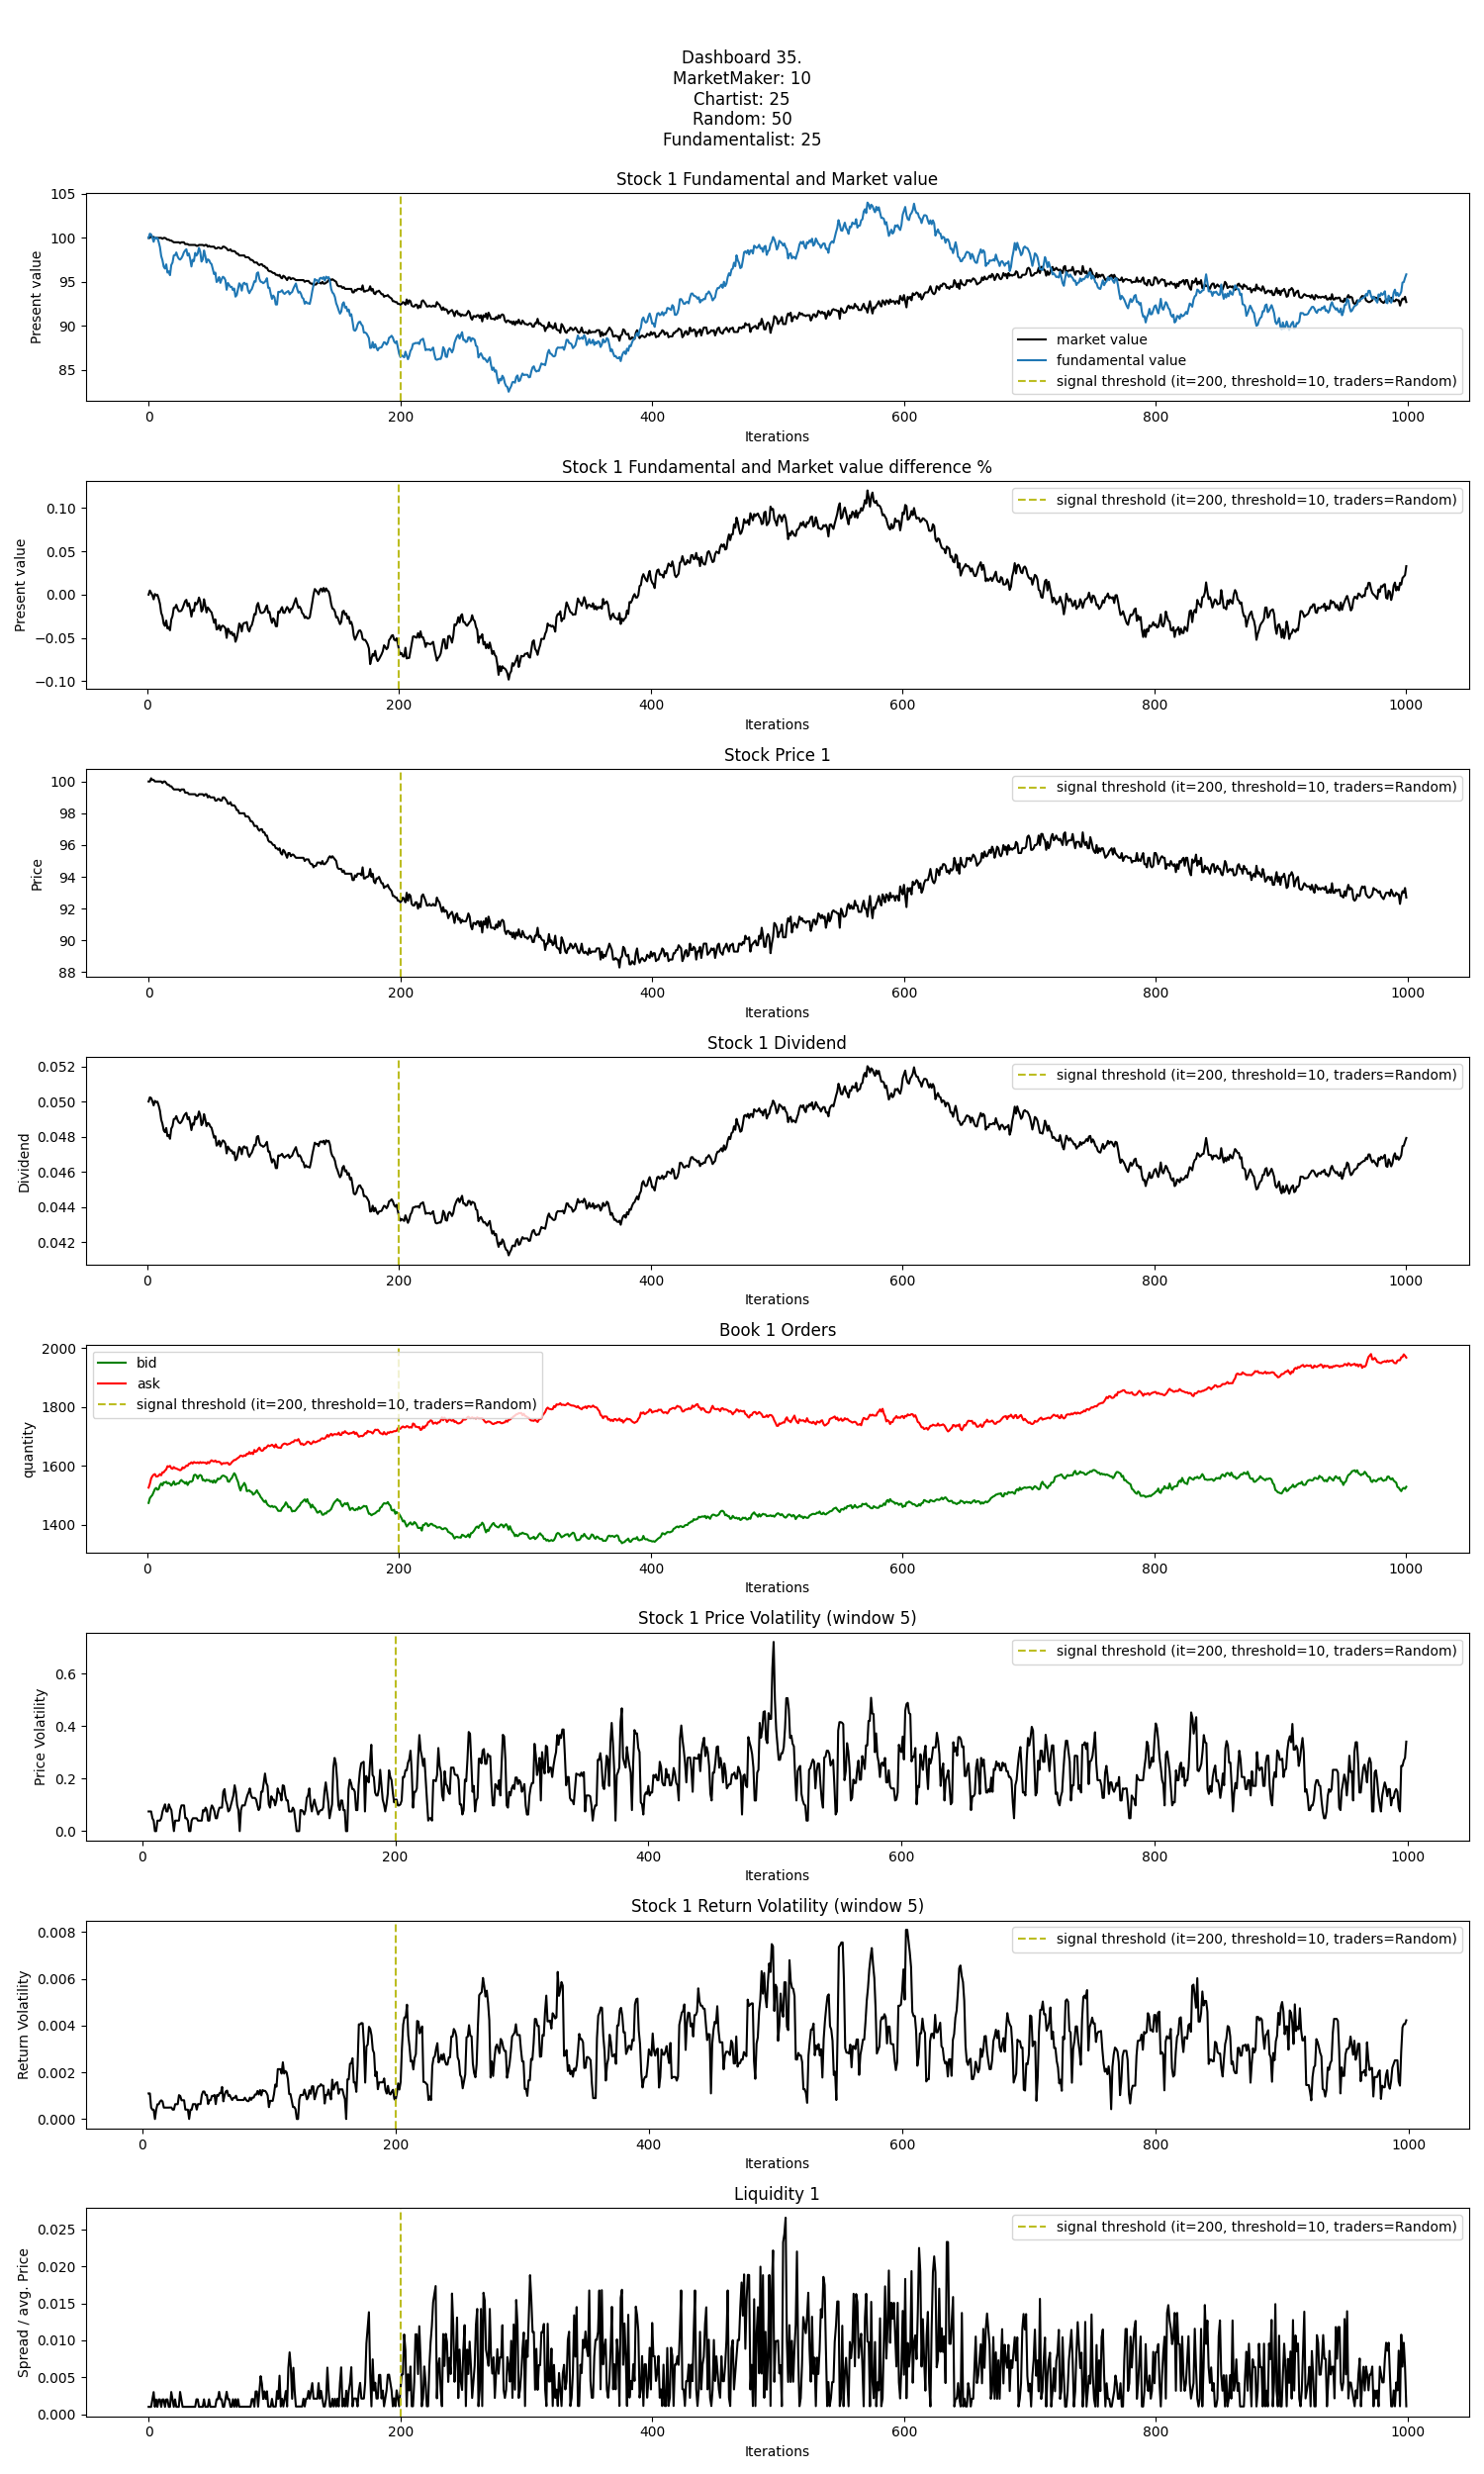 Dashboard 35.
MarketMaker: 10
Chartist: 25
Random: 50
Fundamentalist: 25
Stock 1 Fundamental and Market value
105
100
95
90
85
Present value
market value
fundamental value
signal threshold (it=200, threshold=10, traders=Random)
0 200 400 600 800 1000
Iterations
Stock 1 Fundamental and Market value difference %
signal threshold (it=200, threshold=10, traders=Random)
0.10
0.05
0.00
−0.05
−0.10
Present value
0 200 400 600 800 1000
Iterations
Stock Price 1
signal threshold (it=200, threshold=10, traders=Random)
100
98
96
94
92
90
88
Price
0 200 400 600 800 1000
Iterations
Stock 1 Dividend
signal threshold (it=200, threshold=10, traders=Random)
0.052
0.050
0.048
0.046
0.044
0.042
Dividend
0 200 400 600 800 1000
Iterations
Book 1 Orders
bid
ask
signal threshold (it=200, threshold=10, traders=Random)
2000
1800
1600
1400
quantity
0 200 400 600 800 1000
Iterations
Stock 1 Price Volatility (window 5)
signal threshold (it=200, threshold=10, traders=Random)
0.6
0.4
0.2
0.0
Price Volatility
0 200 400 600 800 1000
Iterations
Stock 1 Return Volatility (window 5)
signal threshold (it=200, threshold=10, traders=Random)
0.008
0.006
0.004
0.002
0.000
Return Volatility
0 200 400 600 800 1000
Iterations
Liquidity 1
signal threshold (it=200, threshold=10, traders=Random)
0.025
0.020
0.015
0.010
0.005
0.000
Spread / avg. Price
0 200 400 600 800 1000
Iterations